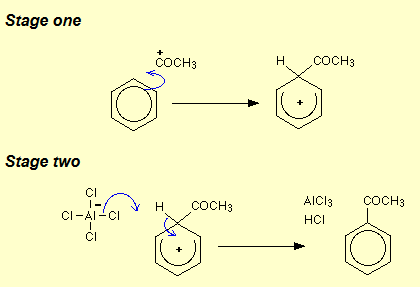 Stage one
+
COCH₃
H COCH₃
+
Stage two
Cl
–
Cl–Al–Cl
Cl
H COCH₃
+
AlCl₃
HCl
COCH₃